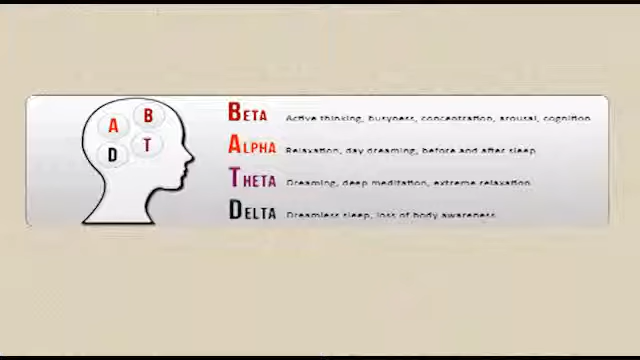 B
A
T
D
BETA Active thinking, busyness, concentration, arousal, cognition
ALPHA Relaxation, day dreaming, before and after sleep
THETA Dreaming, deep meditation, extreme relaxation
DELTA Dreamless sleep, loss of body awareness